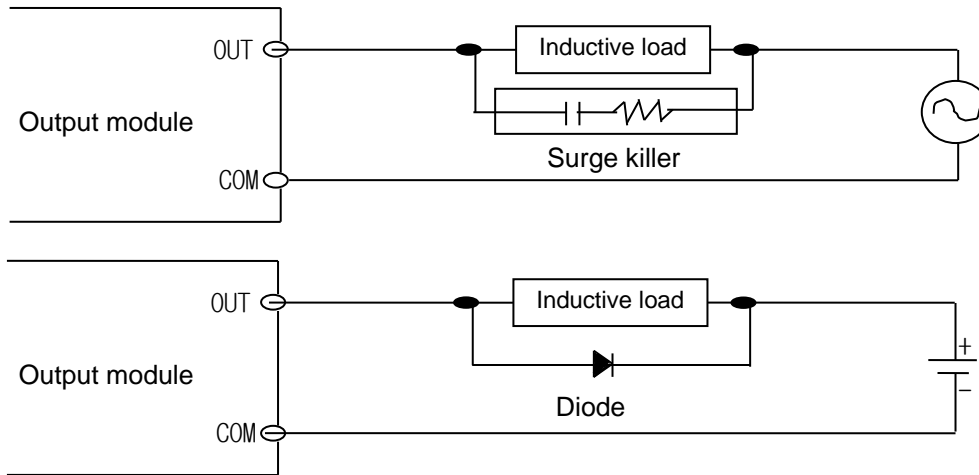 OUT
Inductive load
Output module
Surge killer
COM
OUT
Inductive load
+
Output module
−
Diode
COM